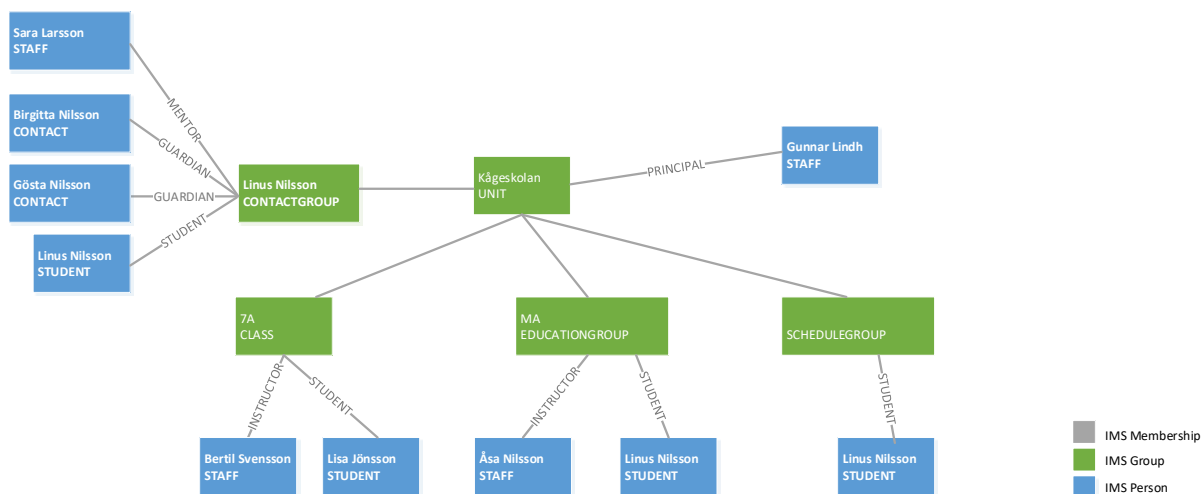 Sara Larsson
STAFF
MENTOR
Birgitta Nilsson
CONTACT
GUARDIAN
Gösta Nilsson
CONTACT
GUARDIAN
Linus Nilsson
STUDENT
STUDENT
Linus Nilsson
CONTACTGROUP
Kågeskolan
UNIT
PRINCIPAL
Gunnar Lindh
STAFF
7A
CLASS
MA
EDUCATIONGROUP
SCHEDULEGROUP
INSTRUCTOR
STUDENT
INSTRUCTOR
STUDENT
STUDENT
Bertil Svensson
STAFF
Lisa Jönsson
STUDENT
Åsa Nilsson
STAFF
Linus Nilsson
STUDENT
Linus Nilsson
STUDENT
IMS Membership
IMS Group
IMS Person